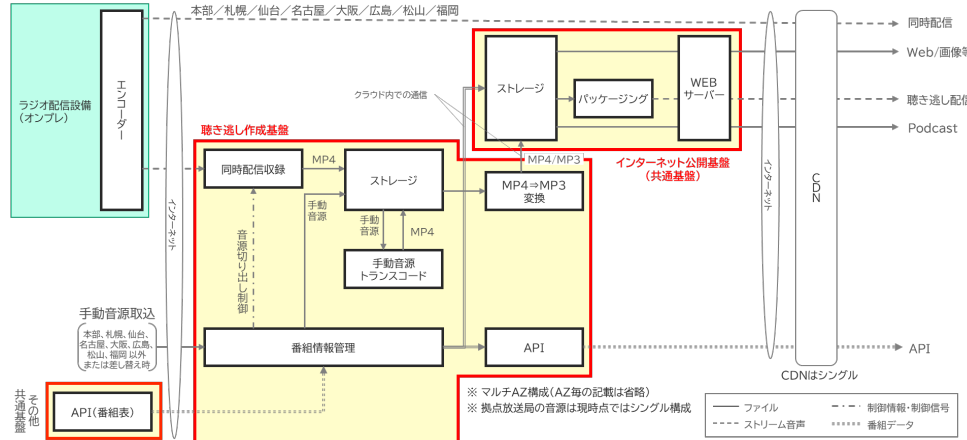 本部／札幌／仙台／名古屋／大阪／広島／松山／福岡
同時配信
Web/画像等
聴き逃し配信
Podcast
ラジオ配信設備
（オンプレ）
エンコーダー
インターネット
クラウド内での通信
ストレージ
パッケージング
WEB
サーバー
インターネット公開基盤
（共通基盤）
インターネット
CDN
CDNはシングル
聴き逃し作成基盤
同時配信収録
MP4
ストレージ
MP4/MP3
MP4⇒MP3
変換
手動
音源
手動
音源
MP4
手動音源
トランスコード
音源切り出し制御
手動音源取込
本部、札幌、仙台、
名古屋、大阪、広島、
松山、福岡 以外
または差し替え時
番組情報管理
API
API
その他
共通基盤
API（番組表）
※ マルチAZ構成（AZ毎の記載は省略）
※ 拠点放送局の音源は現時点ではシングル構成
ファイル
制御情報・制御信号
ストリーム音声
番組データ